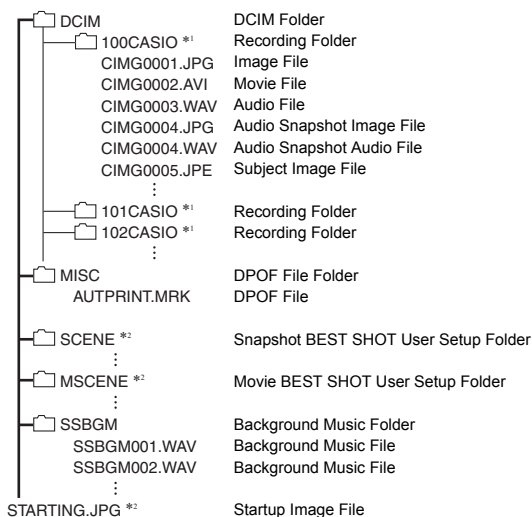 DCIM DCIM Folder
100CASIO *1 Recording Folder
CIMG0001.JPG Image File
CIMG0002.AVI Movie File
CIMG0003.WAV Audio File
CIMG0004.JPG Audio Snapshot Image File
CIMG0004.WAV Audio Snapshot Audio File
CIMG0005.JPE Subject Image File
101CASIO *1 Recording Folder
102CASIO *1 Recording Folder
MISC DPOF File Folder
AUTPRINT.MRK DPOF File
SCENE *2 Snapshot BEST SHOT User Setup Folder
MSCENE *2 Movie BEST SHOT User Setup Folder
SSBGM Background Music Folder
SSBGM001.WAV Background Music File
SSBGM002.WAV Background Music File
STARTING.JPG *2 Startup Image File